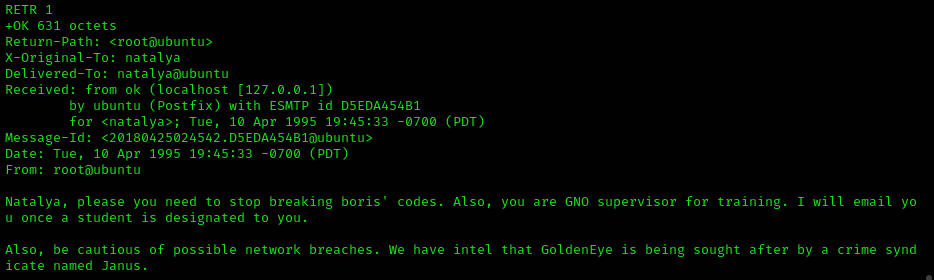 RETR 1
+OK 631 octets
Return-Path: <root@ubuntu>
X-Original-To: natalya
Delivered-To: natalya@ubuntu
Received: from ok (localhost [127.0.0.1])
        by ubuntu (Postfix) with ESMTP id D5EDA454B1
        for <natalya>; Tue, 10 Apr 1995 19:45:33 -0700 (PDT)
Message-Id: <20180425024542.D5EDA454B1@ubuntu>
Date: Tue, 10 Apr 1995 19:45:33 -0700 (PDT)
From: root@ubuntu

Natalya, please you need to stop breaking boris' codes. Also, you are GNO supervisor for training. I will email yo
u once a student is designated to you.

Also, be cautious of possible network breaches. We have intel that GoldenEye is being sought after by a crime synd
icate named Janus.